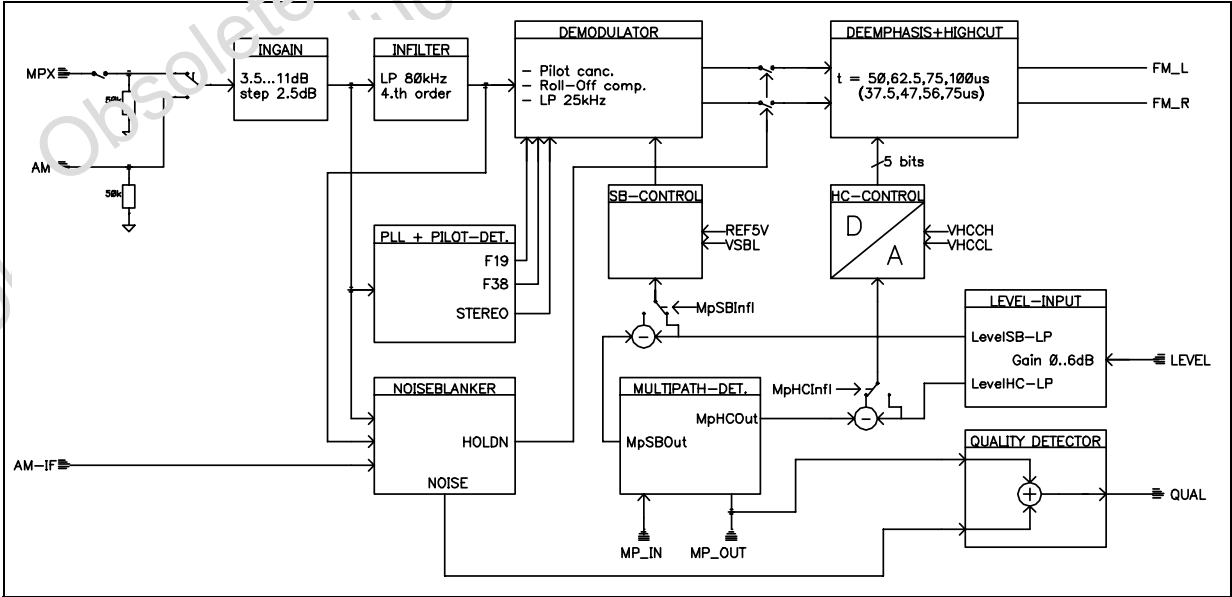 DEMODULATOR
DEEMPHASIS+HIGHCUT
INGAIN
INFILTER
MPX
3.5...11dB
step 2.5dB
LP 80kHz
4.th order
- Pilot canc.
- Roll-Off comp.
- LP 25kHz
t = 50,62.5,75,100us
(37.5,47,56,75us)
FM_L
FM_R
50k
AM
50k
5 bits
SB-CONTROL
HC-CONTROL
REF5V
VSBL
D
A
VHCCH
VHCCL
PLL + PILOT-DET.
F19
F38
STEREO
MpSBInfl
LEVEL-INPUT
LevelSB-LP
Gain 0..6dB
LEVEL
LevelHC-LP
NOISEBLANKER
MULTIPATH-DET.
MpHCInfl
MpHCOut
HOLDN
MpSBOut
QUALITY DETECTOR
AM-IF
NOISE
QUAL
MP_IN
MP_OUT
Obsolete